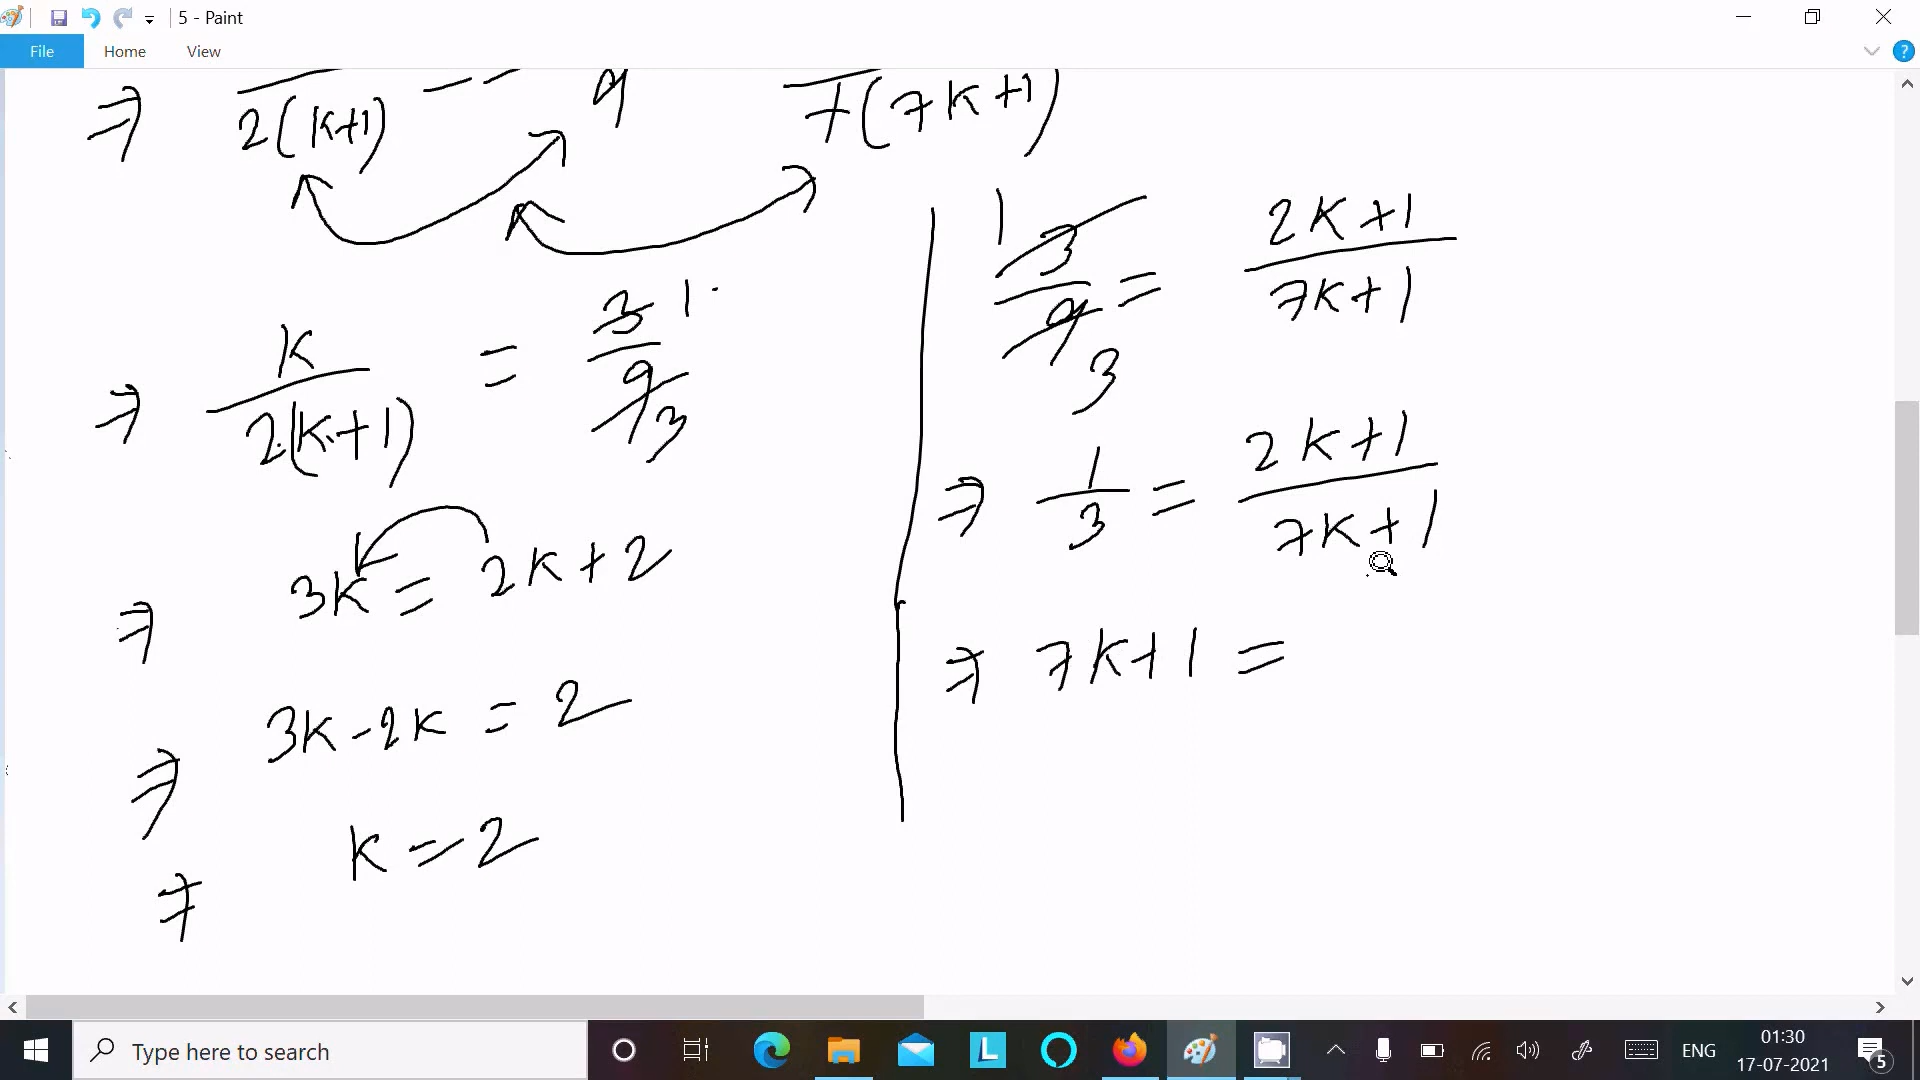 5 - Paint
File Home View
⇒ 2(k+1) = 9 7(7k+1)
⇒ k/2(k+1) = 3/9 1 3
⇒ 3k = 2k+2
⇒ 3k-2k = 2
⇒ k = 2
1 3/9 3 = 2k+1/7k+1
⇒ 1/3 = 2k+1/7k+1
⇒ 7k+1 =
Type here to search
L
ENG
01:30
17-07-2021
5